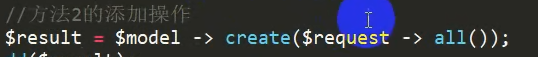 //方法2的添加操作
$result = $model -> create($request -> all());